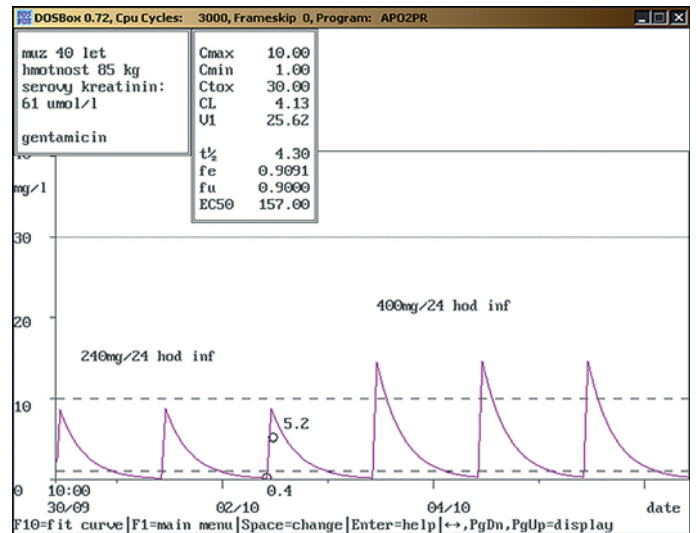 DOSBox 0.72, Cpu Cycles: 3000, Frameskip 0, Program: APO2PR
muz 40 let
hmotnost 85 kg
serovy kreatinin:
61 umol/l
gentamicin
Cmax 10.00
Cmin 1.00
Ctox 30.00
CL 4.13
V1 25.62
t½ 4.30
fe 0.9091
fu 0.9000
EC50 157.00
mg/l
30
400mg/24 hod inf
20
240mg/24 hod inf
10
5.2
0
10:00
0.4
30/09
02/10
04/10
date
F10=fit curve|F1=main menu|Space=change|Enter=help|↔,PgDn,PgUp=display